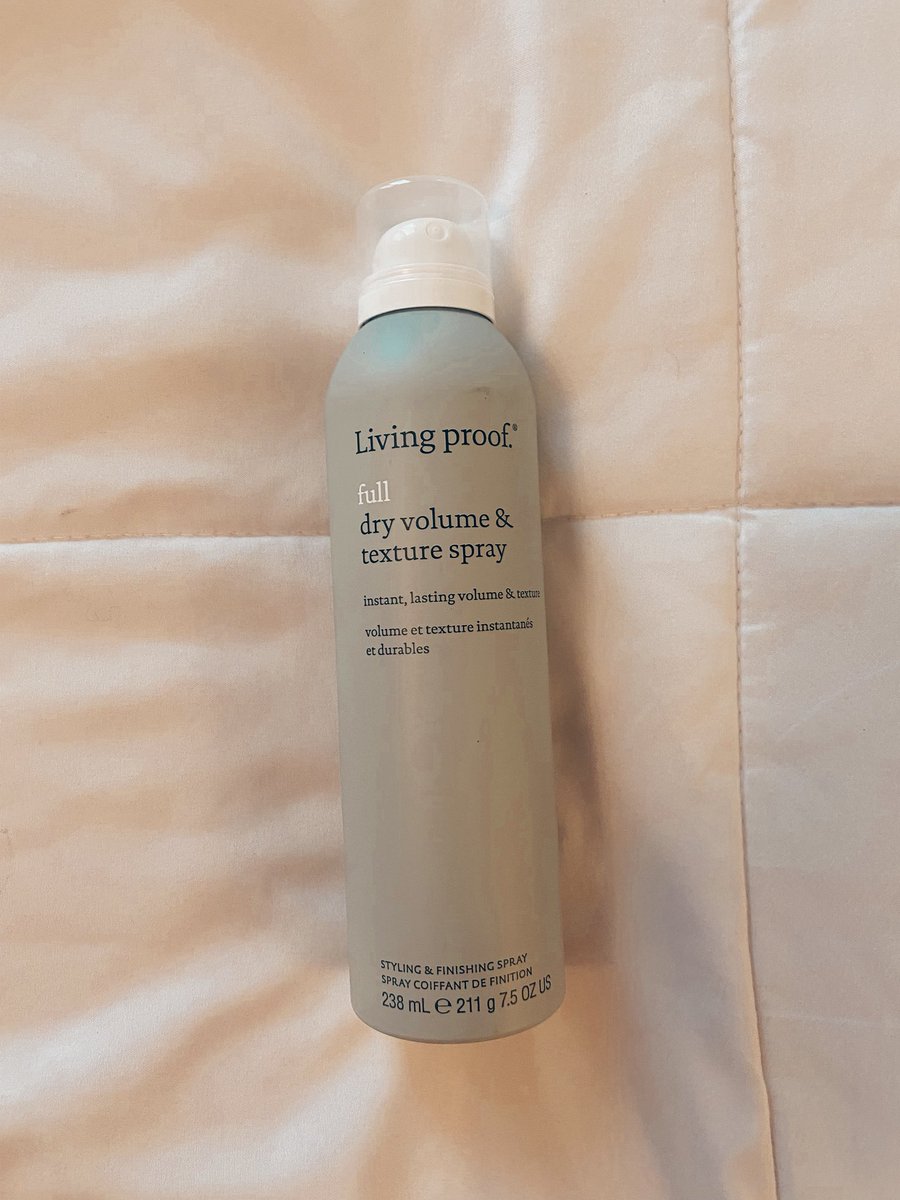 Living proof.®
full
dry volume &
texture spray
instant, lasting volume & texture
volume et texture instantanés
et durables
STYLING & FINISHING SPRAY
SPRAY COIFFANT DE FINITION
238 mL ℮ 211 g 7.5 OZ US